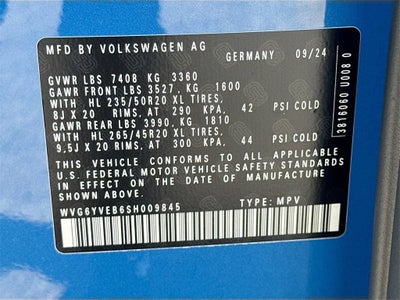 MFD BY VOLKSWAGEN AG GERMANY 09/24
GVWR LBS 7408 KG 3360
GAWR FRONT LBS 3527, KG 1600
WITH HL 235/50R20 XL TIRES,
8J X 20 RIMS, AT 290 KPA, 42 PSI COLD
GAWR REAR LBS 3990, KG 1810
WITH HL 265/45R20 XL TIRES,
9.5J X 20 RIMS, AT 300 KPA, 44 PSI COLD
THIS VEHICLE CONFORMS TO ALL APPLICABLE
U.S. FEDERAL MOTOR VEHICLE SAFETY STANDARDS
IN EFFECT ON THE DATE OF MANUFACTURE
SHOWN ABOVE.
WVG6YVEB6SH009845 TYPE: MPV
3816060 U008 0